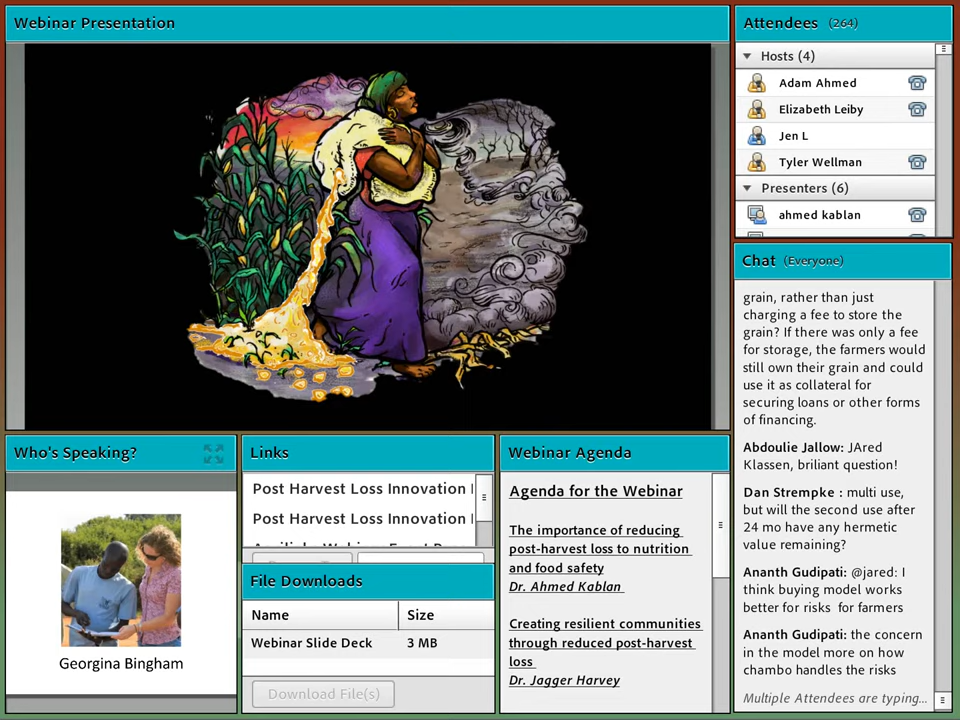 Webinar Presentation
Attendees (264)
Hosts (4)
Adam Ahmed
Elizabeth Leiby
Jen L
Tyler Wellman
Presenters (6)
ahmed kablan
Chat (Everyone)
grain, rather than just
charging a fee to store the
grain? If there was only a fee
for storage, the farmers would
still own their grain and could
use it as collateral for
securing loans or other forms
of financing.
Abdoulie Jallow: JAred
Klassen, briliant question!
Dan Strempke : multi use,
but will the second use after
24 mo have any hermetic
value remaining?
Ananth Gudipati: @jared: I
think buying model works
better for risks for farmers
Ananth Gudipati: the concern
in the model more on how
chambo handles the risks
Multiple Attendees are typing...
Who's Speaking?
Georgina Bingham
Links
Post Harvest Loss Innovation
Post Harvest Loss Innovation
File Downloads
Name Size
Webinar Slide Deck 3 MB
Download File(s)
Webinar Agenda
Agenda for the Webinar
The importance of reducing
post-harvest loss to nutrition
and food safety
Dr. Ahmed Kablan
Creating resilient communities
through reduced post-harvest
loss
Dr. Jagger Harvey